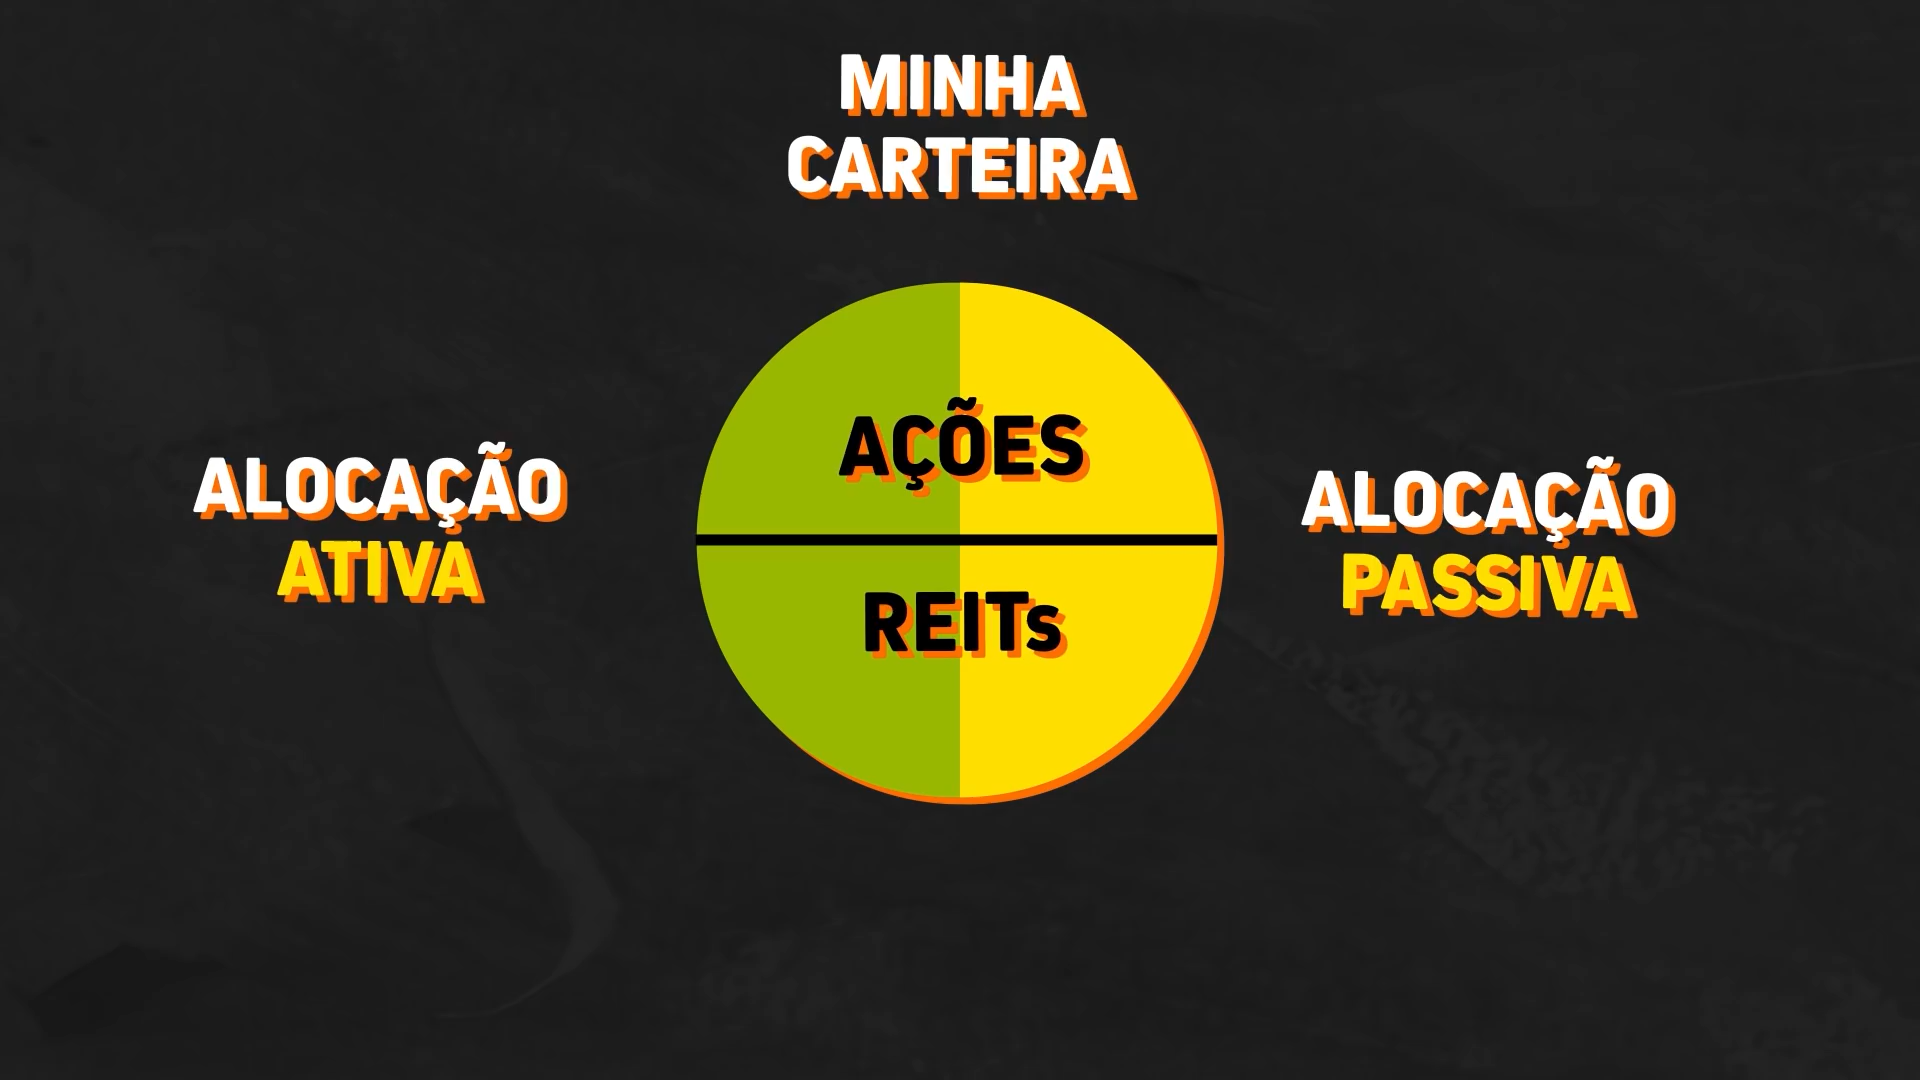 MINHA
CARTEIRA
AÇÕES
ALOCAÇÃO
ATIVA
ALOCAÇÃO
PASSIVA
REITs